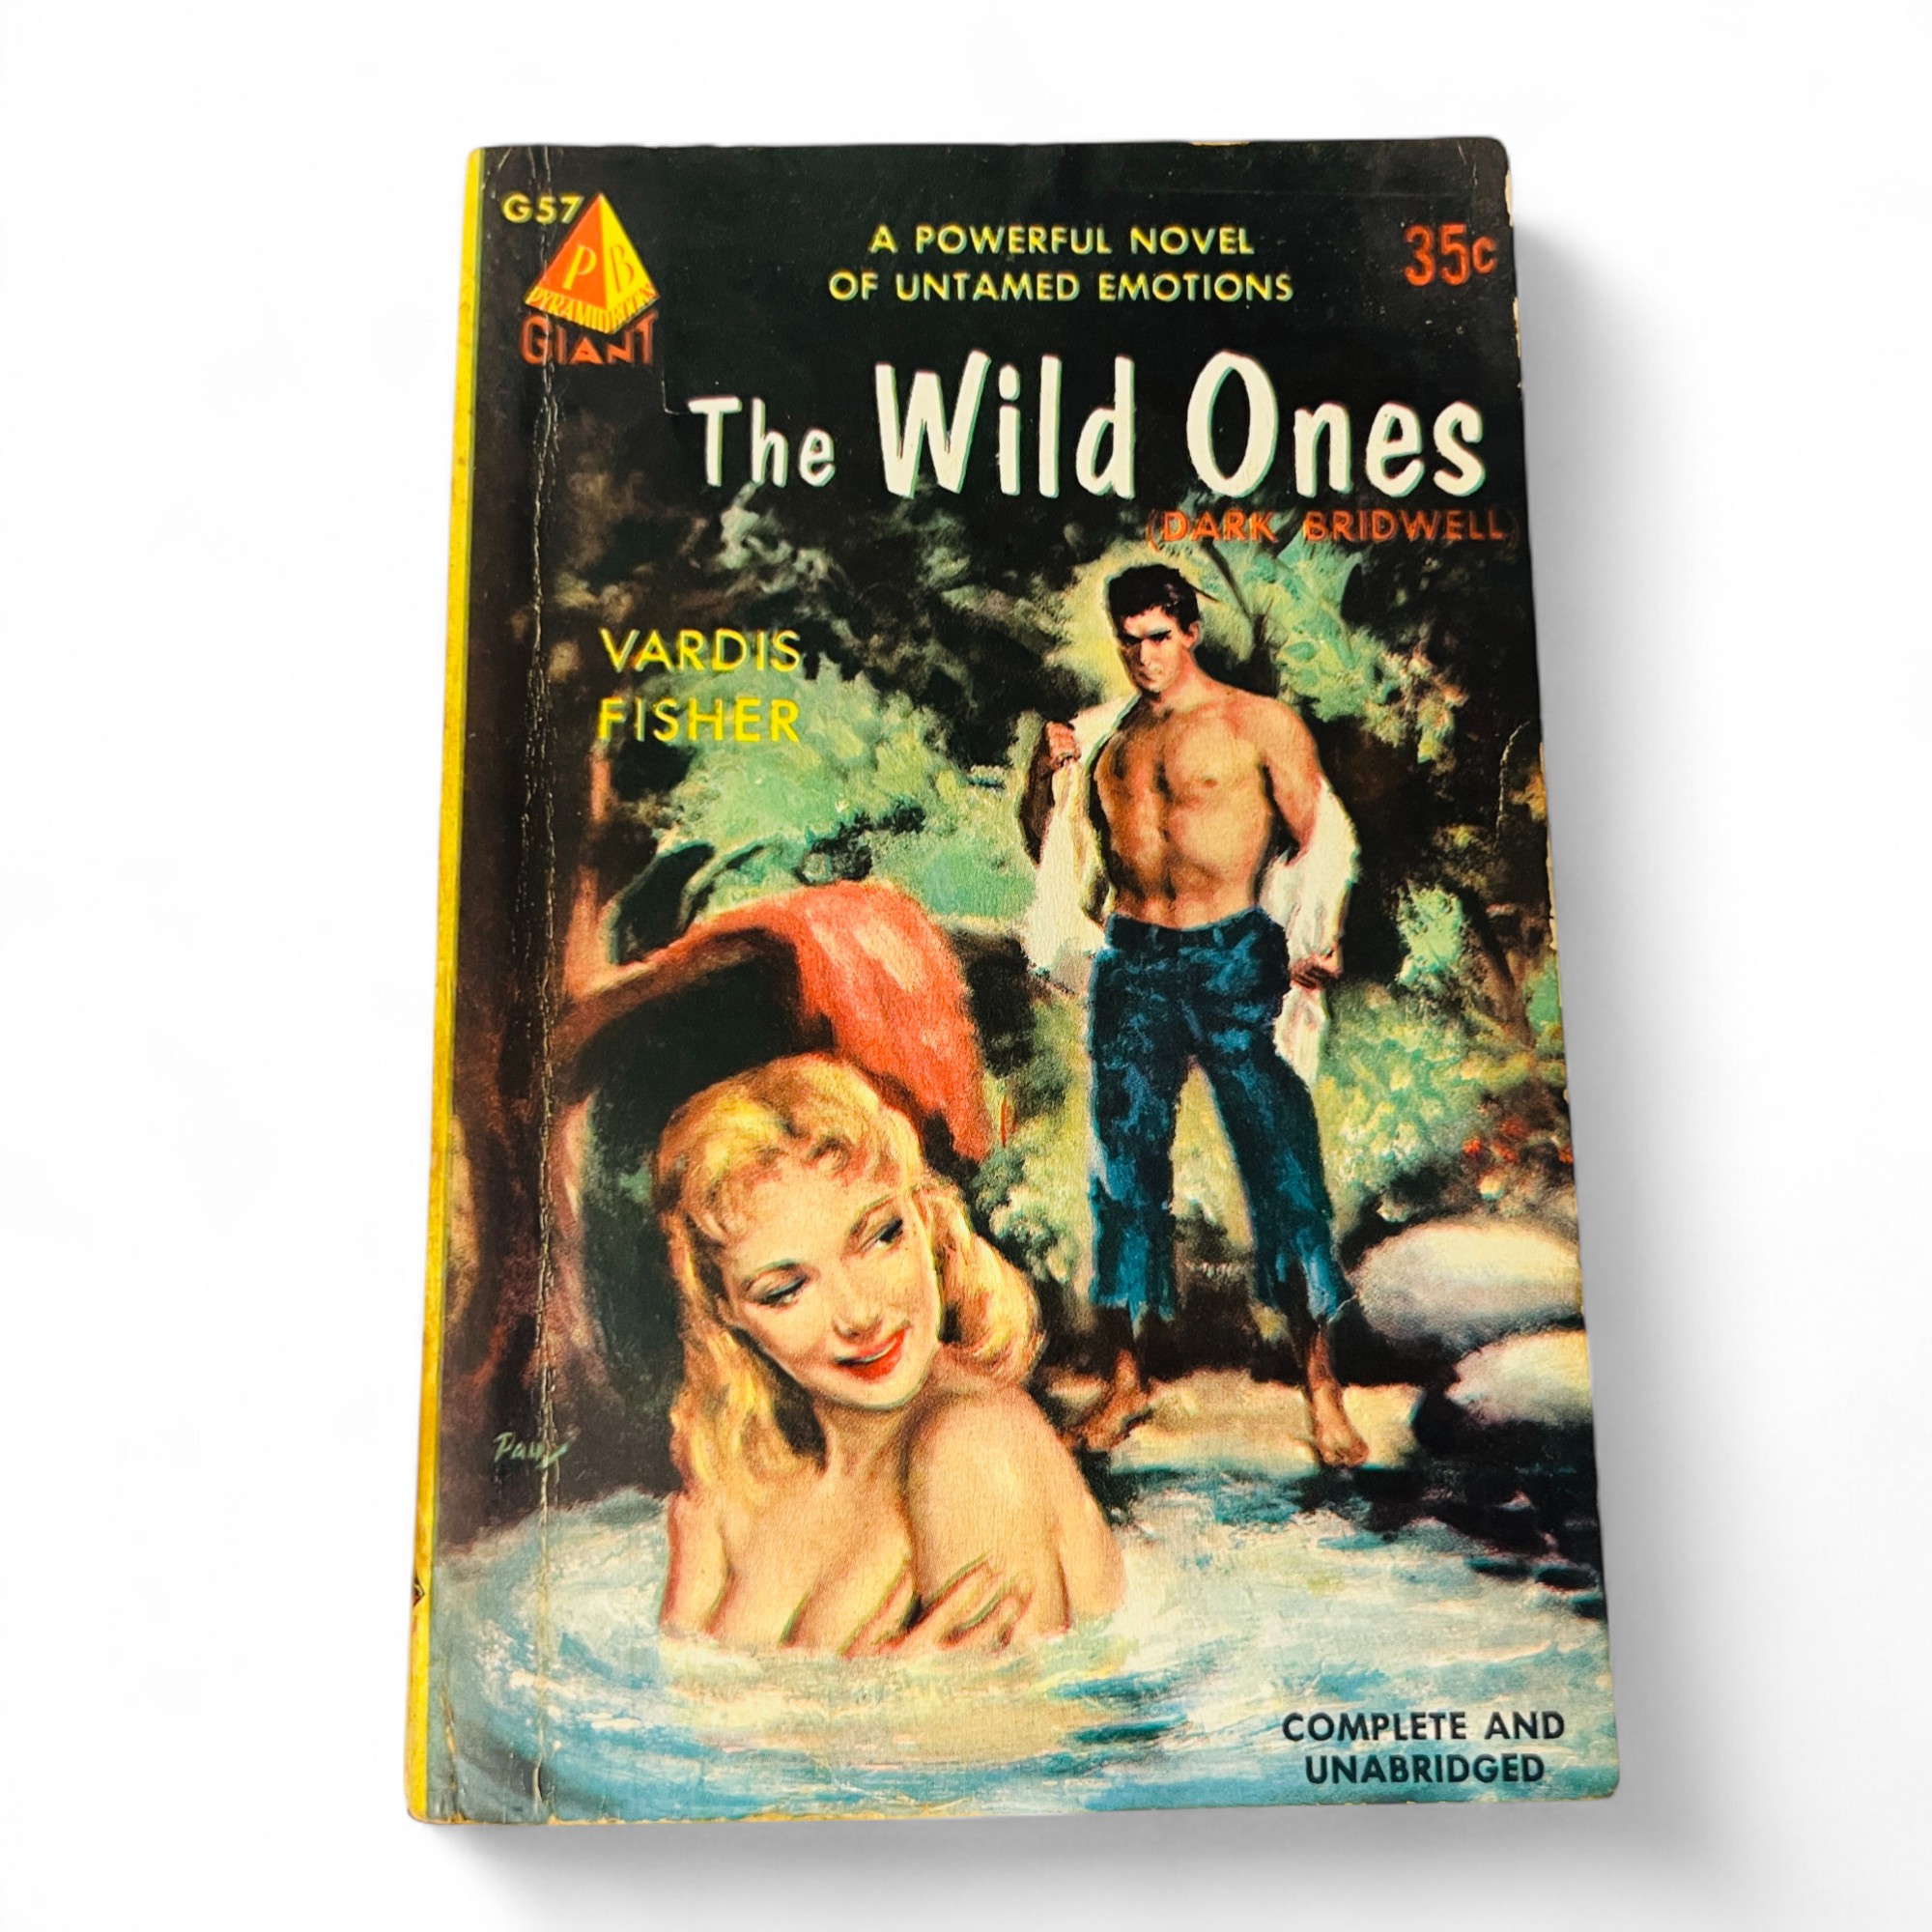 G57
A POWERFUL NOVEL
OF UNTAMED EMOTIONS
35c
P B
PYRAMID BOOKS
GIANT
The Wild Ones
(DARK BRIDWELL)
VARDIS
FISHER
COMPLETE AND
UNABRIDGED